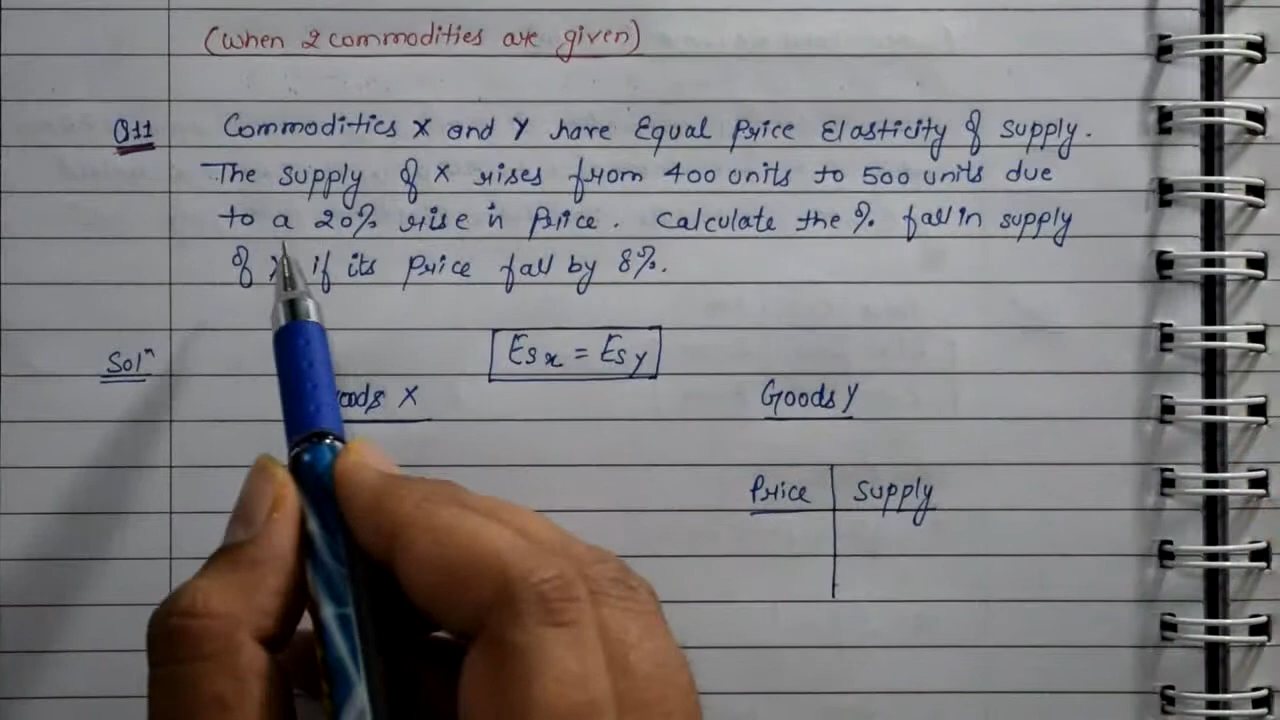 (when 2 commodities are given)
Q11 Commodities X and Y have Equal Price Elasticity of supply.
The supply of X rises from 400 units to 500 units due
to a 20% rise in Price. Calculate the % fall in supply
of if its Price fall by 8%.
Solⁿ Esx = Esy
X Goods Y
Price supply